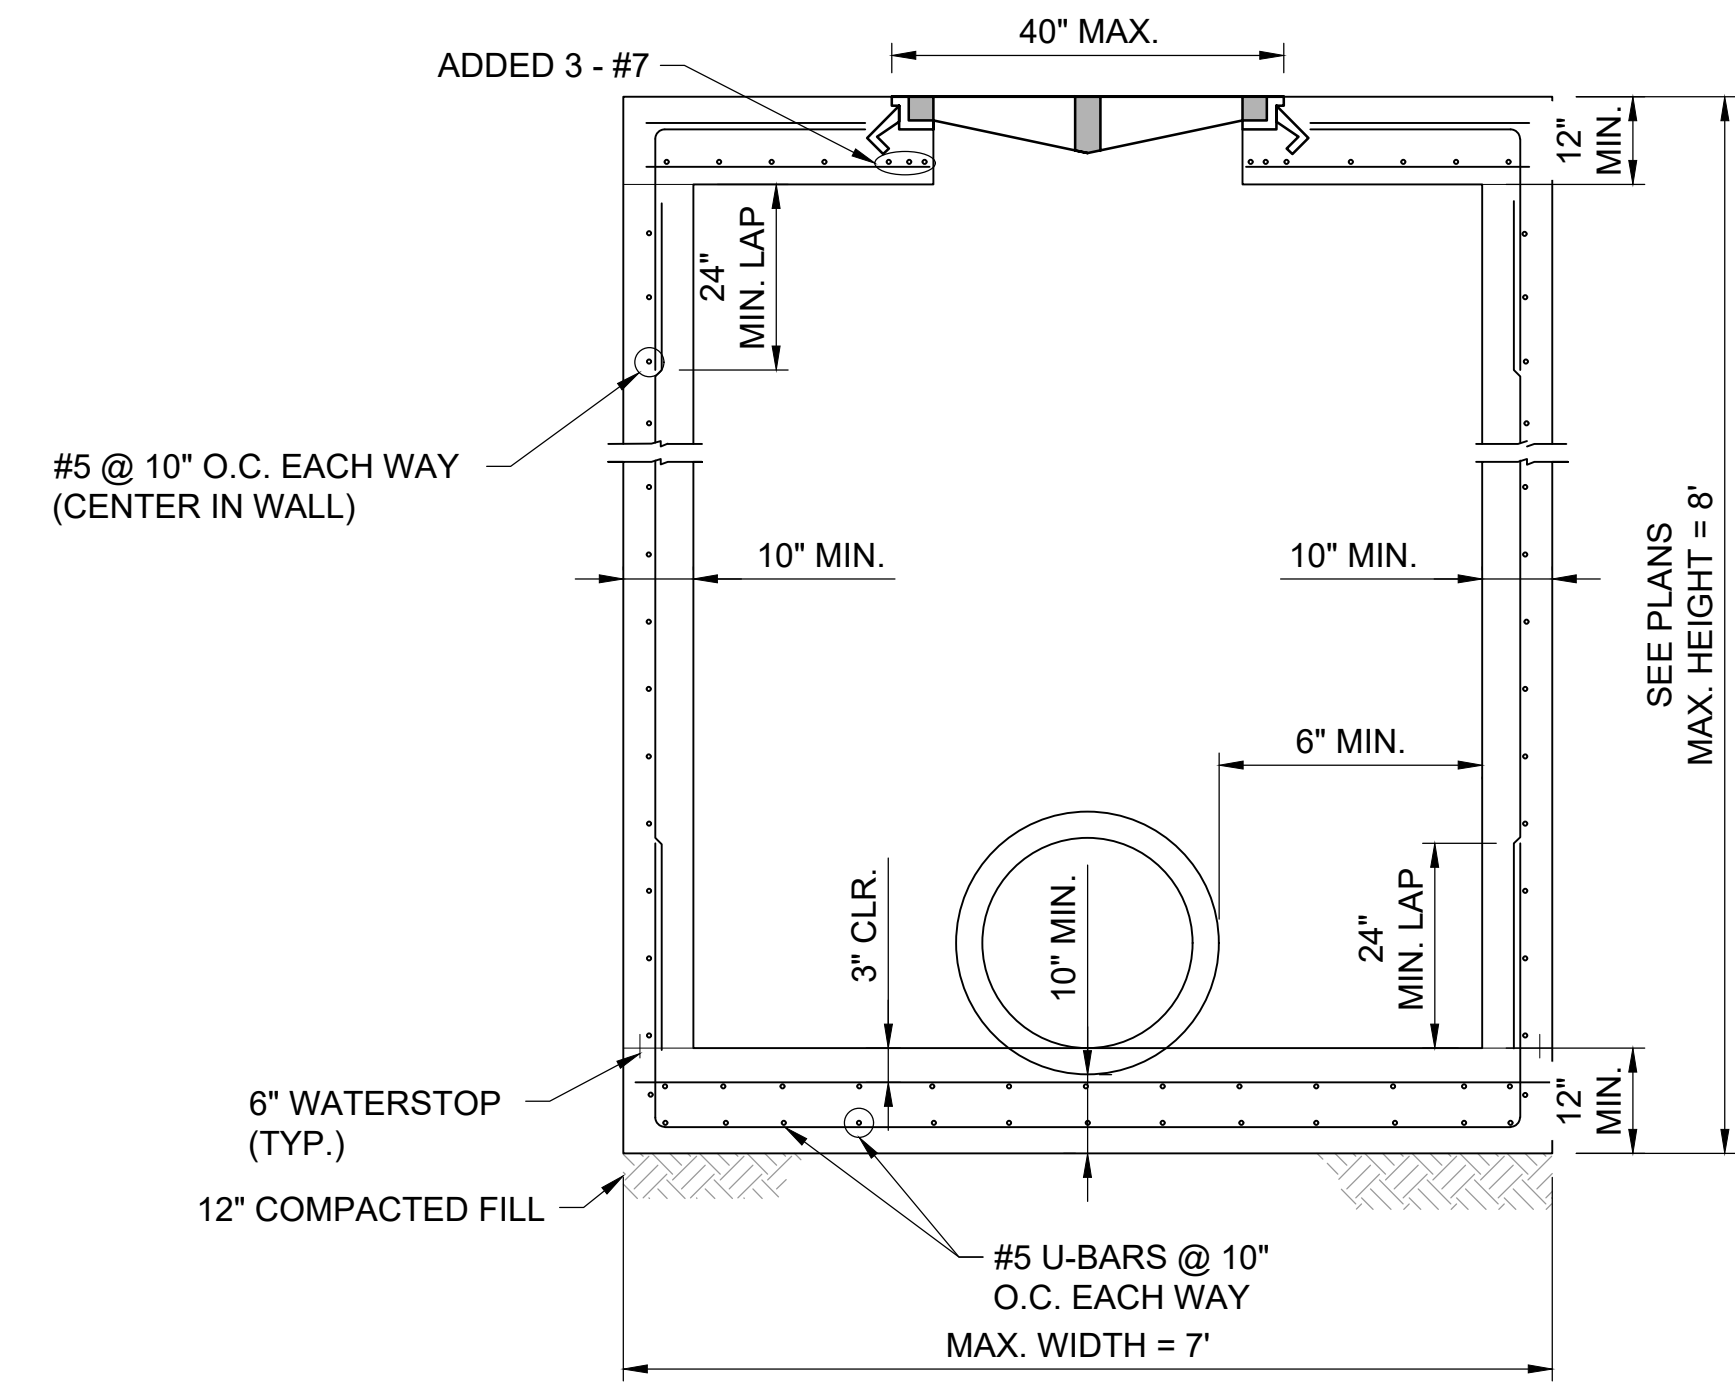 40" MAX.
ADDED 3 - #7
12"
MIN.
24"
MIN. LAP
#5 @ 10" O.C. EACH WAY
(CENTER IN WALL)
10" MIN.
10" MIN.
SEE PLANS
MAX. HEIGHT = 8'
6" MIN.
3" CLR.
10" MIN.
24"
MIN. LAP
6" WATERSTOP
(TYP.)
12"
MIN.
12" COMPACTED FILL
#5 U-BARS @ 10"
O.C. EACH WAY
MAX. WIDTH = 7'